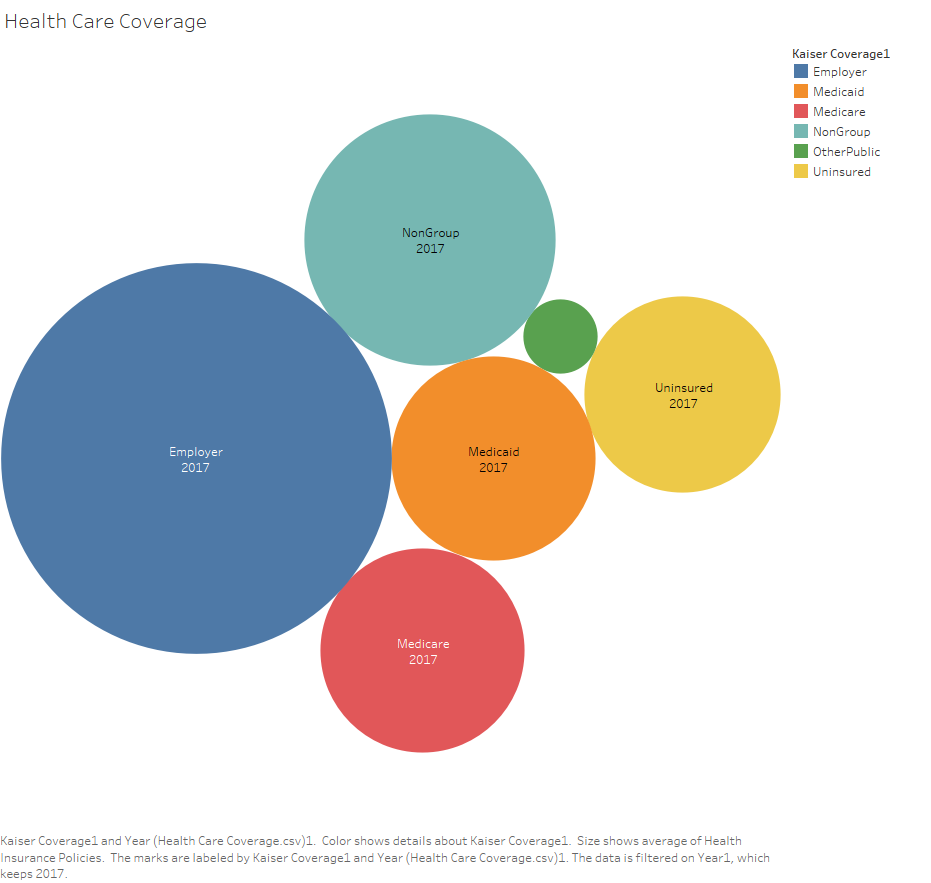 Health Care Coverage
Kaiser Coverage1
Employer
Medicaid
Medicare
NonGroup
OtherPublic
Uninsured
NonGroup
2017
Uninsured
2017
Employer
2017
Medicaid
2017
Medicare
2017
Kaiser Coverage1 and Year (Health Care Coverage.csv)1.  Color shows details about Kaiser Coverage1.  Size shows average of Health
Insurance Policies.  The marks are labeled by Kaiser Coverage1 and Year (Health Care Coverage.csv)1. The data is filtered on Year1, which
keeps 2017.